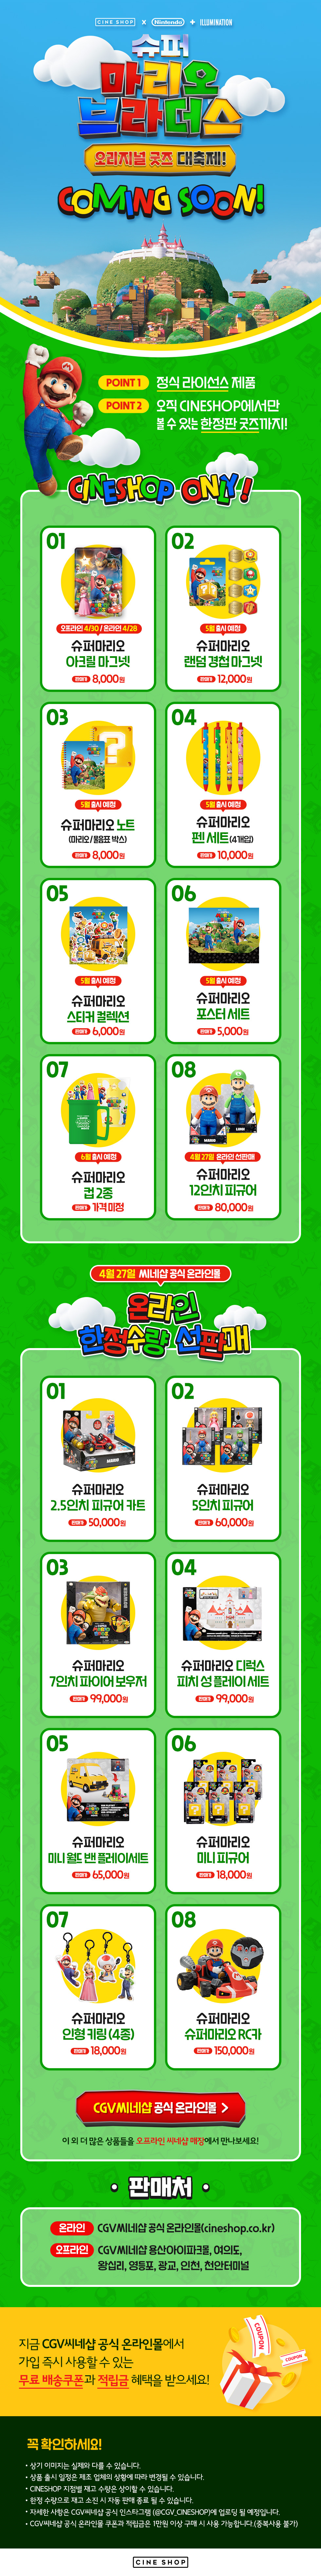 CINE SHOP x Nintendo + ILLUMINATION
슈퍼
마리오
브라더스
오리지널 굿즈 대축제!
COMING SOON!
POINT 1 정식 라이선스 제품
POINT 2 오직 CINESHOP에서만
볼 수 있는 한정판 굿즈까지!
CINESHOP ONLY!
01
오프라인 4/30 / 온라인 4/28
슈퍼마리오
아크릴 마그넷
판매가 8,000원
02
5월 출시 예정
슈퍼마리오
랜덤 경첩 마그넷
판매가 12,000원
03
5월 출시 예정
슈퍼마리오 노트
(마리오 / 물음표 박스)
판매가 8,000원
04
5월 출시 예정
슈퍼마리오
펜 세트(4개입)
판매가 10,000원
05
5월 출시 예정
슈퍼마리오
스티커 컬렉션
판매가 6,000원
06
5월 출시 예정
슈퍼마리오
포스터 세트
판매가 5,000원
07
6월 출시 예정
슈퍼마리오
컵 2종
판매가 가격 미정
08
4월 27일 온라인 선판매
슈퍼마리오
12인치 피규어
판매가 80,000원
4월 27일 씨네샵 공식 온라인몰
온라인
한정수량 선판매
01
슈퍼마리오
2.5인치 피규어 카트
판매가 50,000원
02
슈퍼마리오
5인치 피규어
판매가 60,000원
03
슈퍼마리오
7인치 파이어 보우저
판매가 99,000원
04
슈퍼마리오 디럭스
피치 성 플레이 세트
판매가 99,000원
05
슈퍼마리오
미니 월드 밴 플레이세트
판매가 65,000원
06
슈퍼마리오
미니 피규어
판매가 18,000원
07
슈퍼마리오
인형 키링 (4종)
판매가 18,000원
08
슈퍼마리오
슈퍼마리오 RC카
판매가 150,000원
CGV씨네샵 공식 온라인몰 >
이 외 더 많은 상품들을 오프라인 씨네샵 매장에서 만나보세요!
판매처
온라인 CGV씨네샵 공식 온라인몰(cineshop.co.kr)
오프라인 CGV씨네샵 용산아이파크몰, 여의도,
왕십리, 영등포, 광교, 인천, 천안터미널
지금 CGV씨네샵 공식 온라인몰에서
가입 즉시 사용할 수 있는
무료 배송쿠폰과 적립금 혜택을 받으세요!
COUPON
COUPON
꼭 확인하세요!
• 상기 이미지는 실제와 다를 수 있습니다.
• 상품 출시 일정은 제조 업체의 상황에 따라 변경될 수 있습니다.
• CINESHOP 지점별 재고 수량은 상이할 수 있습니다.
• 한정 수량으로 재고 소진 시 자동 판매 종료 될 수 있습니다.
• 자세한 사항은 CGV씨네샵 공식 인스타그램 (@CGV_CINESHOP)에 업로딩 될 예정입니다.
• CGV씨네샵 공식 온라인몰 쿠폰과 적립금은 1만원 이상 구매 시 사용 가능합니다.(중복사용 불가)
CINE SHOP